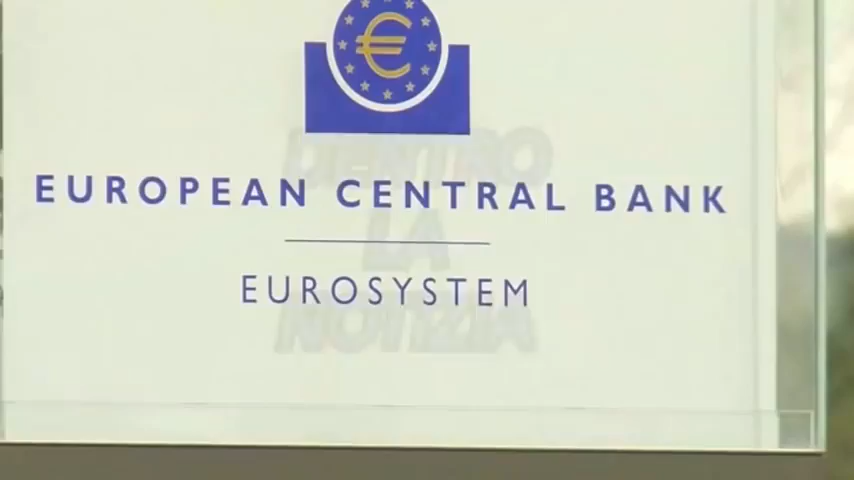 €
EUROPEAN CENTRAL BANK
EUROSYSTEM
DENTRO
LA
NOTIZIA